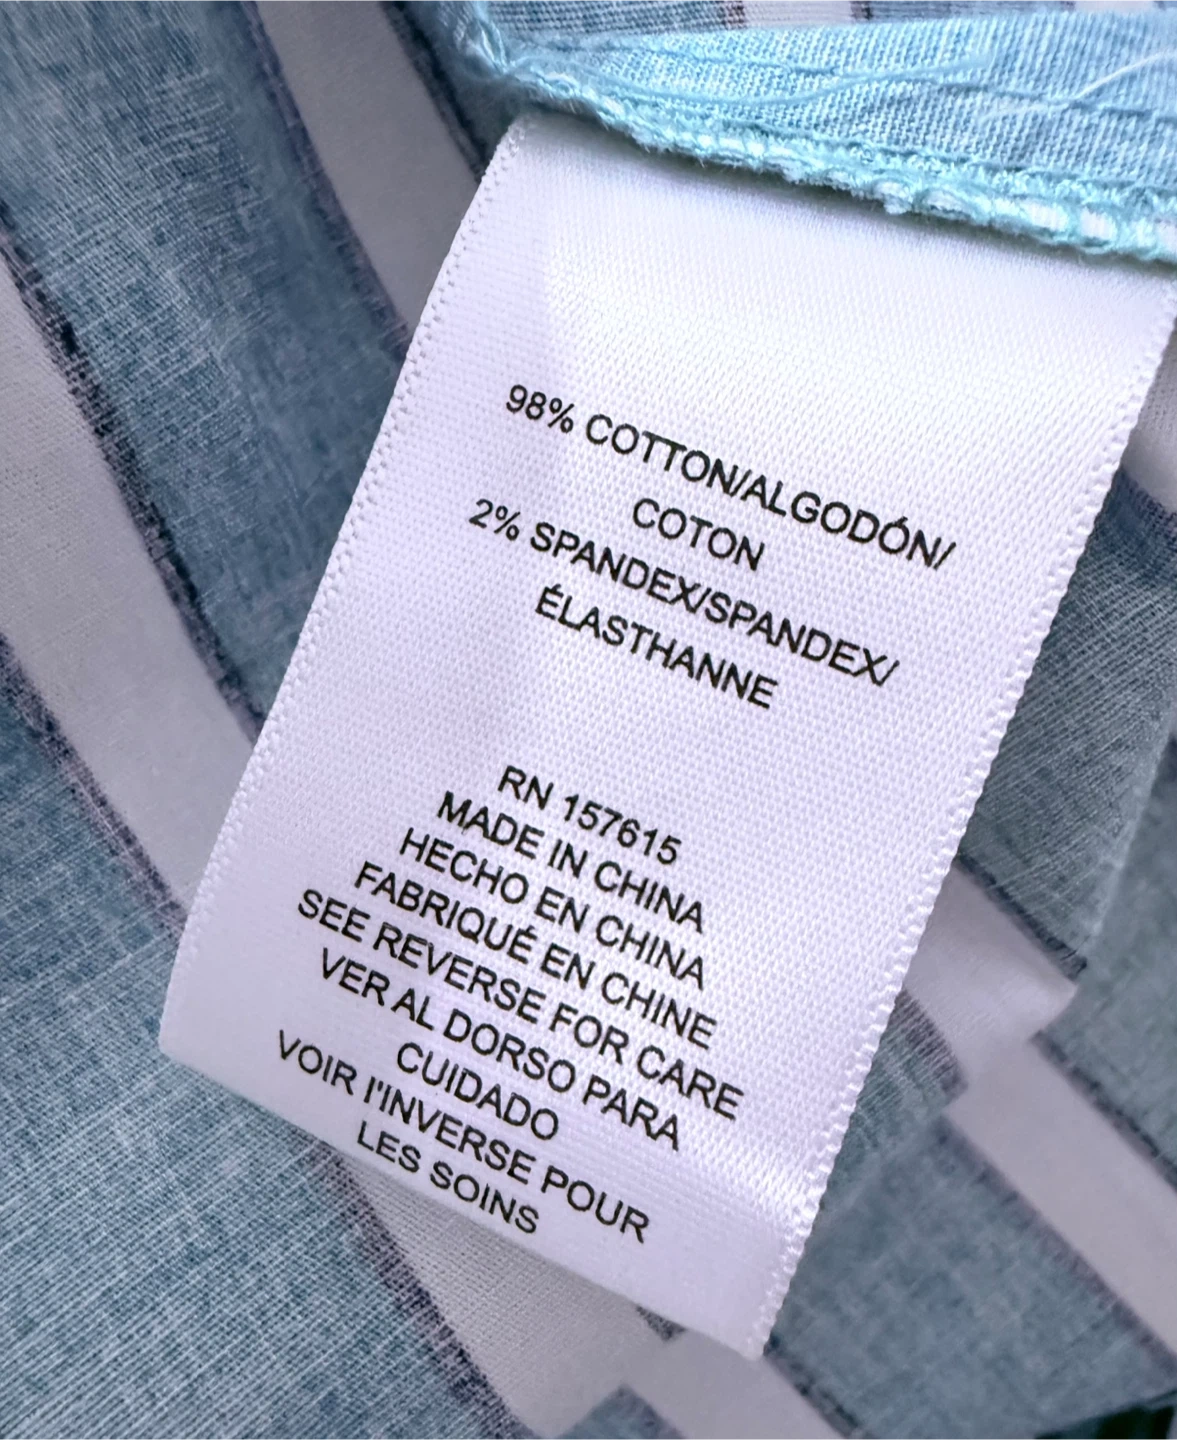 98% COTTON/ALGODÓN/
COTON
2% SPANDEX/SPANDEX/
ÉLASTHANNE
RN 157615
MADE IN CHINA
HECHO EN CHINA
FABRIQUÉ EN CHINE
SEE REVERSE FOR CARE
VER AL DORSO PARA
CUIDADO
VOIR l'INVERSE POUR
LES SOINS